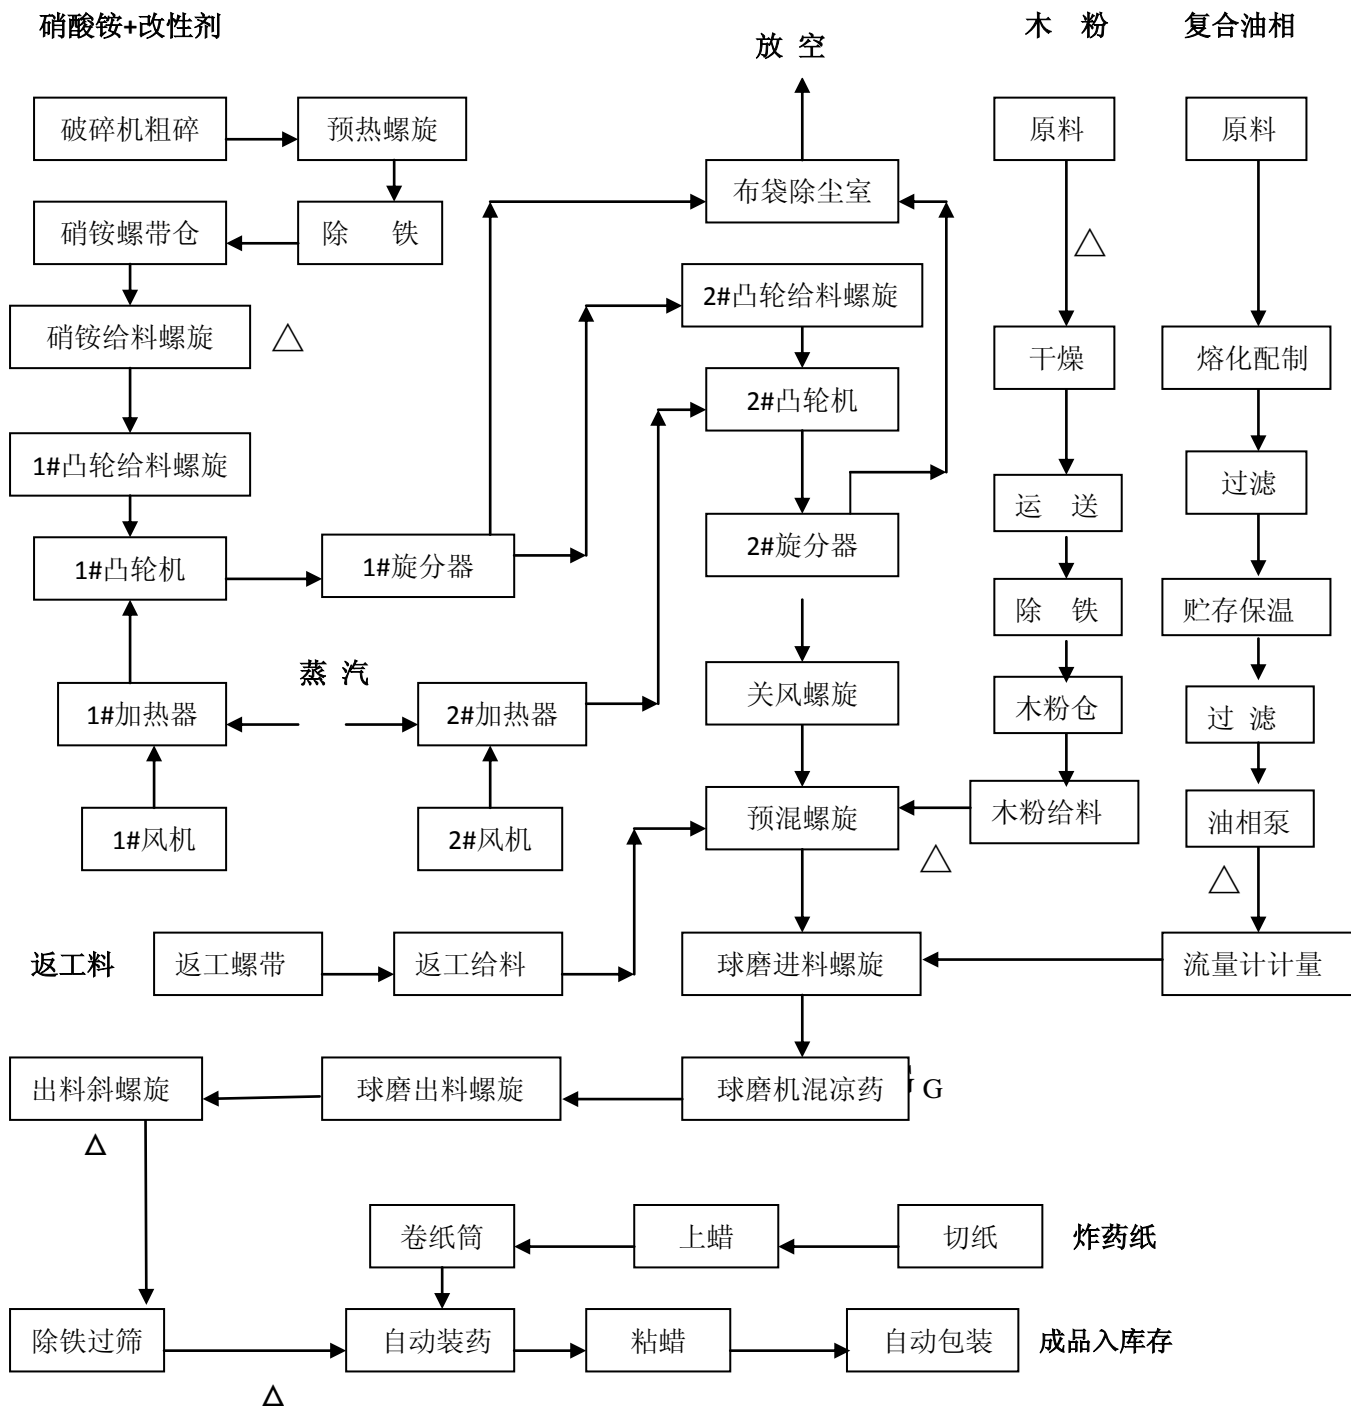 硝酸铵+改性剂
放 空
木 粉
复合油相
破碎机粗碎
预热螺旋
布袋除尘室
原料
原料
硝铵螺带仓
除 铁
△
硝铵给料螺旋
△
2#凸轮给料螺旋
干燥
熔化配制
1#凸轮给料螺旋
2#凸轮机
过滤
运 送
1#凸轮机
1#旋分器
2#旋分器
除 铁
贮存保温
蒸 汽
1#加热器
2#加热器
关风螺旋
木粉仓
过 滤
1#风机
2#风机
预混螺旋
木粉给料
油相泵
△
△
返工料
返工螺带
返工给料
球磨进料螺旋
流量计计量
出料斜螺旋
球磨出料螺旋
球磨机混凉药
G
△
卷纸筒
上蜡
切纸
炸药纸
除铁过筛
自动装药
粘蜡
自动包装
成品入库存
△